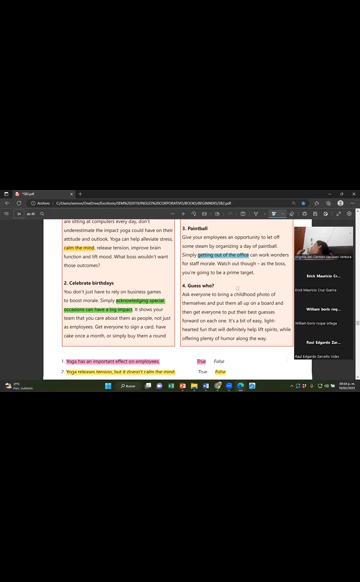 SB2.pdf
Archivo
C:/Users/
34
de 45
are sitting at computers every day, don't
underestimate the impact yoga could have on their
attitude and outlook. Yoga can help alleviate stress,
calm the mind, release tension, improve brain
function and lift mood. What boss wouldn't want
those outcomes?
2. Celebrate birthdays
You don't just have to rely on business games
to boost morale. Simply acknowledging special
occasions can have a big impact. It shows your
team that you care about them as people, not just
as employees. Get everyone to sign a card, have
cake once a month, or simply buy them a round
3. Paintball
Give your employees an opportunity to let off
some steam by organizing a day of paintball.
Simply getting out of the office can work wonders
for staff morale. Watch out though – as the boss,
you're going to be a prime target.
4. Guess who?
Ask everyone to bring a childhood photo of
themselves and put them all up on a board and
then get everyone to put their best guesses
forward on each one. It's a bit of easy, light-
hearted fun that will definitely help lift spirits, while
offering plenty of humor along the way.
1. Yoga has an important effect on employees. True False
2. Yoga releases tension, but it doesn't calm the mind. True False
Erick Mauricio Cr...
Erick Mauricio Cruz Guerra
William boris roq...
William boris roque ortega
Raul Edgardo Zar...
Raul Edgardo Zarceño Vides
Buscar